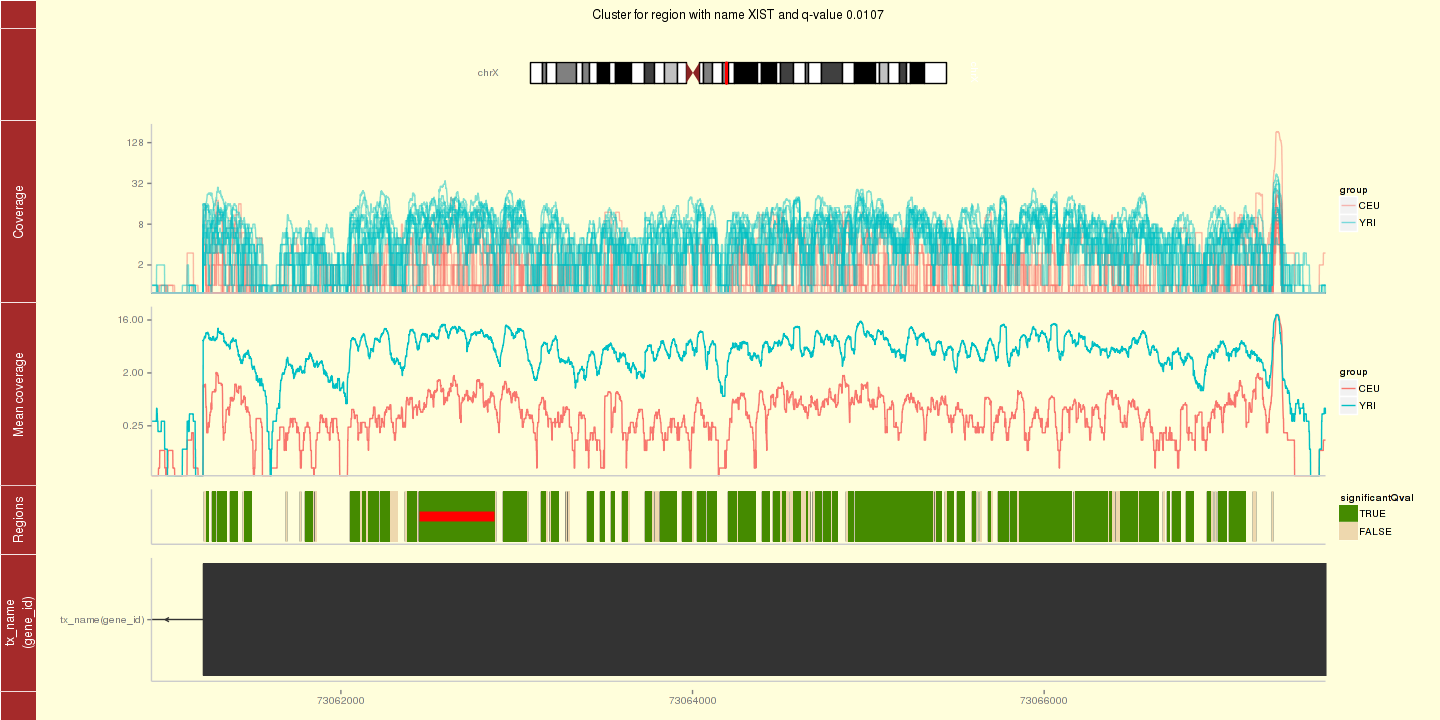 Cluster for region with name XIST and q-value 0.0107
chrX
Coverage
128
32
8
2
group
CEU
YRI
Mean coverage
16.00
2.00
0.25
group
CEU
YRI
Regions
significantQval
TRUE
FALSE
tx_name
(gene_id)
tx_name(gene_id)
73062000
73064000
73066000